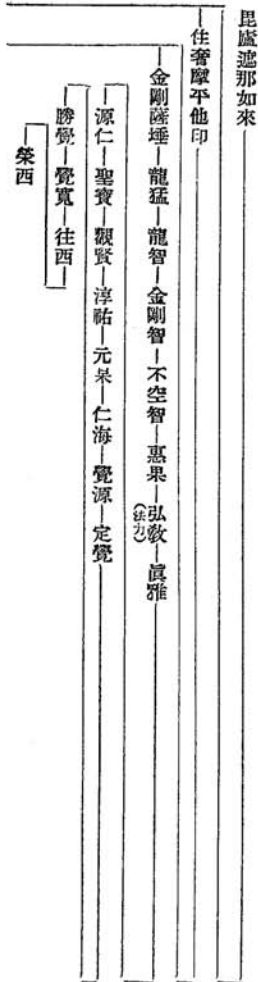 毘廬遮那如來
住奢摩平他印
金剛薩埵―龍猛―龍智―金剛智―不空智―惠果―弘教―眞雅
(法力)
源仁―聖寶―觀賢―淳祐―元杲―仁海―覺源―定覺
勝覺―覺寬―往西
榮西